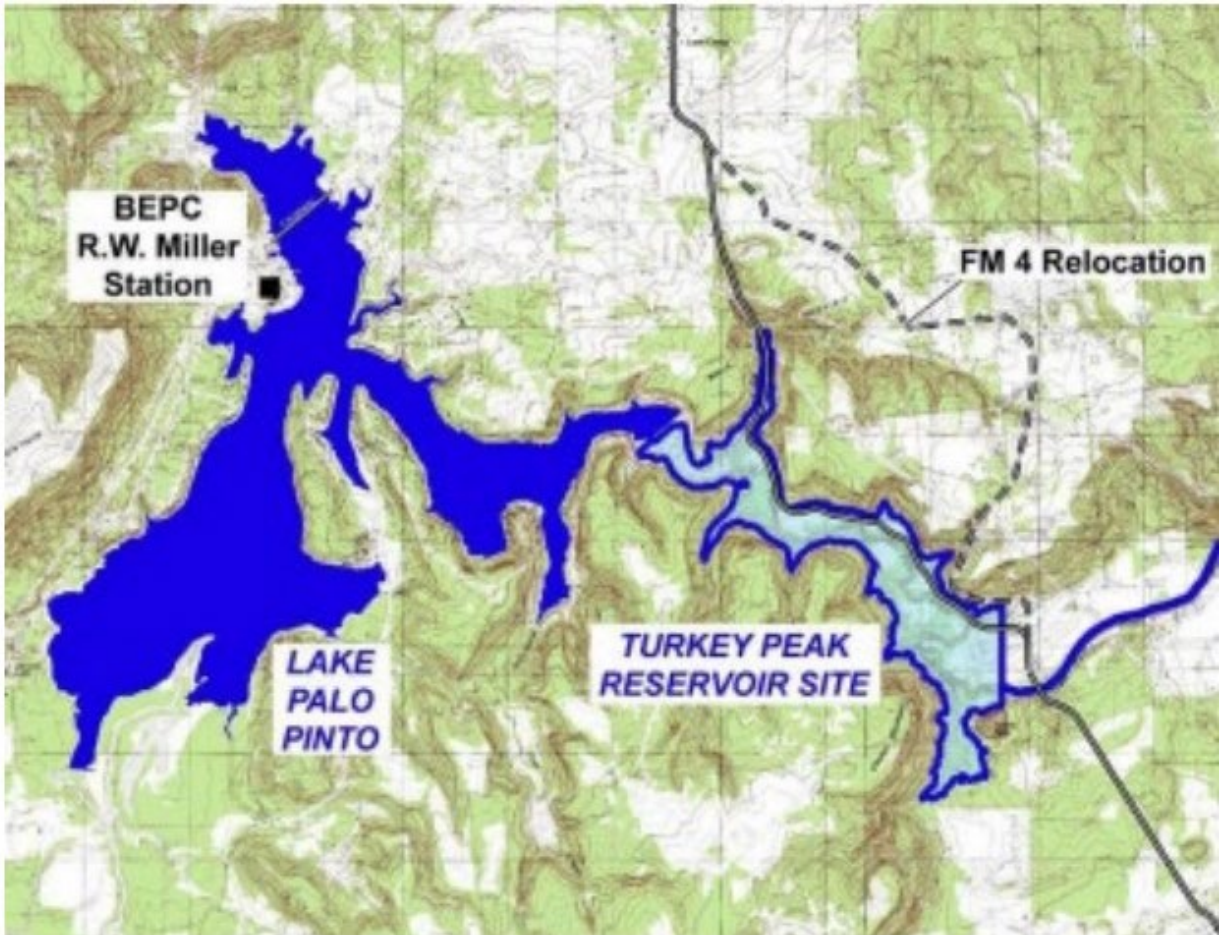 BEPC
R.W. Miller
Station
FM 4 Relocation
LAKE
PALO
PINTO
TURKEY PEAK
RESERVOIR SITE